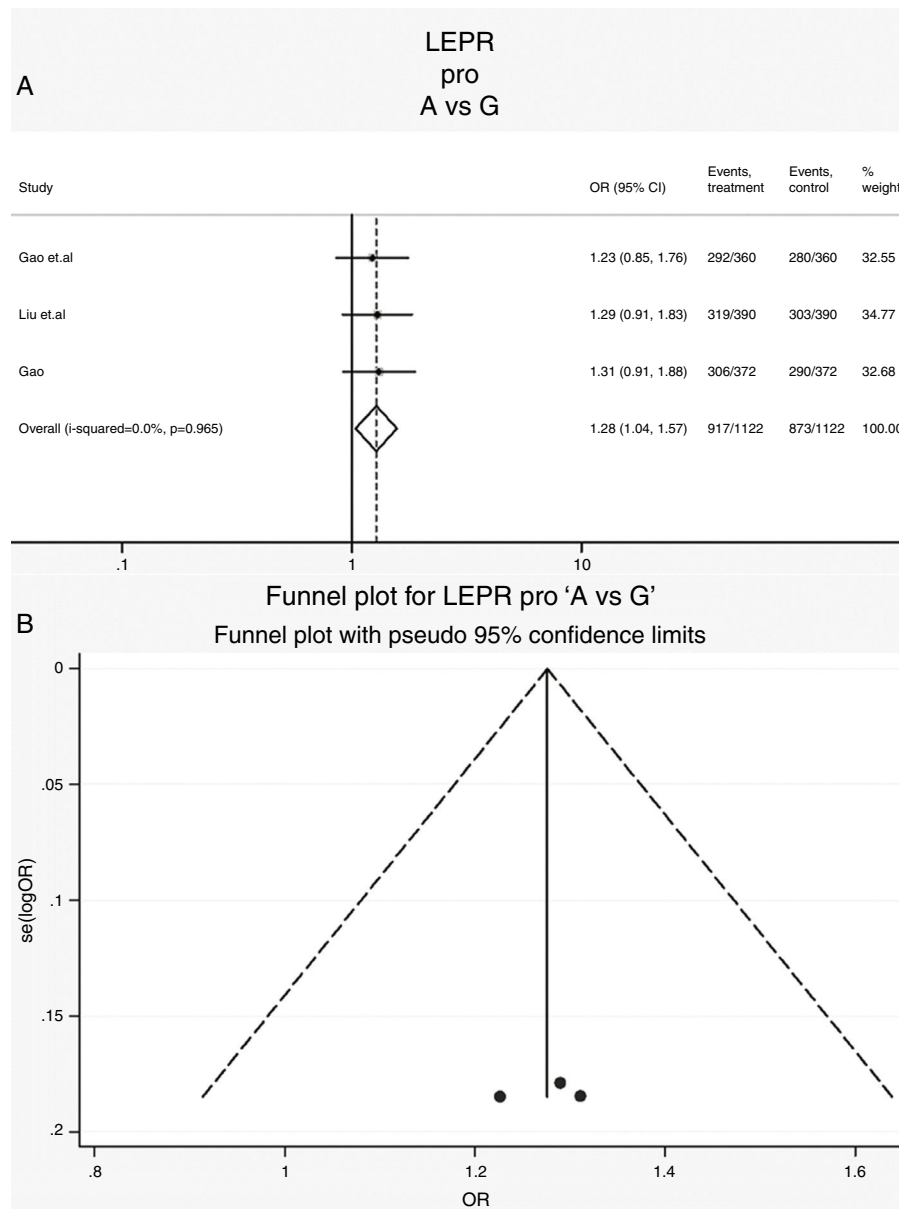 A
LEPR
pro
A vs G
Study OR (95% CI) Events, treatment Events, control % weight
Gao et.al 1.23 (0.85, 1.76) 292/360 280/360 32.55
Liu et.al 1.29 (0.91, 1.83) 319/390 303/390 34.77
Gao 1.31 (0.91, 1.88) 306/372 290/372 32.68
Overall (i-squared=0.0%, p=0.965) 1.28 (1.04, 1.57) 917/1122 873/1122 100.00
.1 1 10
B
Funnel plot for LEPR pro ‘A vs G’
Funnel plot with pseudo 95% confidence limits
se(logOR)
0
.05
.1
.15
.2
.8 1 1.2 1.4 1.6
OR